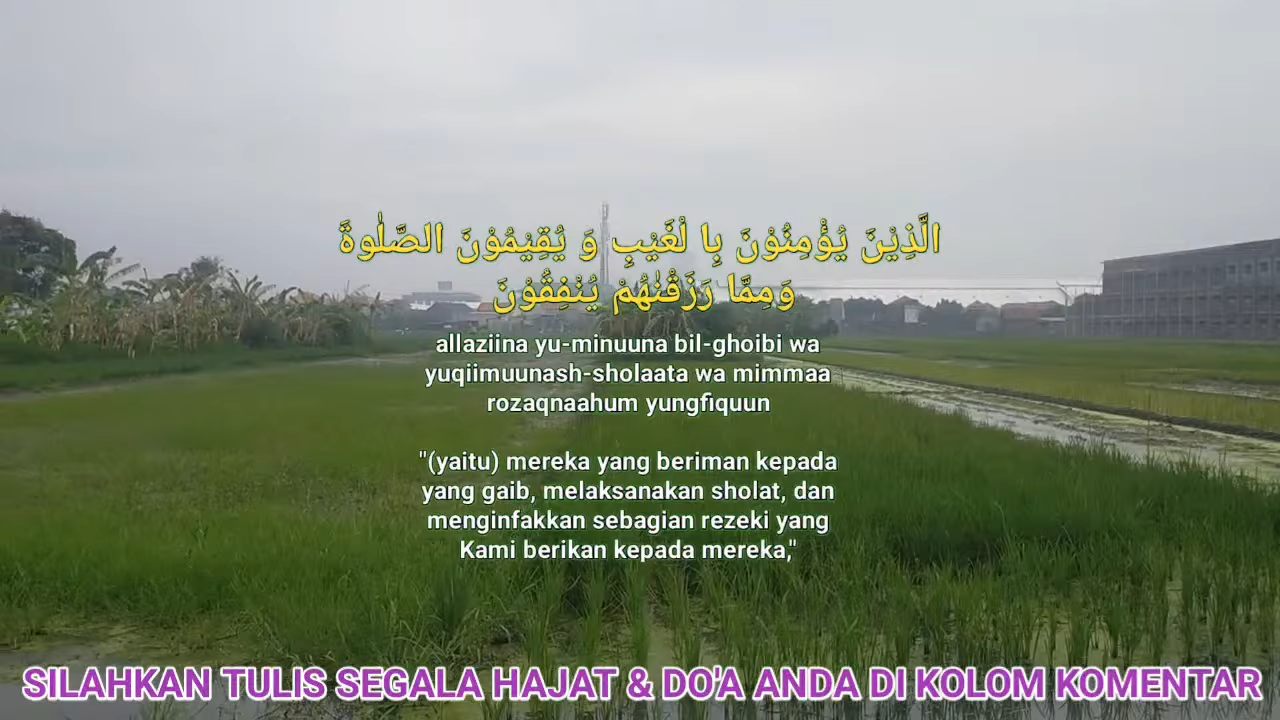 الَّذِيْنَ يُؤْمِنُوْنَ بِا لْغَيْبِ وَ يُقِيْمُوْنَ الصَّلٰوةَ
وَمِمَّا رَزَقْنٰهُمْ يُنْفِقُوْنَ
allaziina yu-minuuna bil-ghoibi wa
yuqiimuunash-sholaata wa mimmaa
rozaqnaahum yungfiquun
"(yaitu) mereka yang beriman kepada
yang gaib, melaksanakan sholat, dan
menginfakkan sebagian rezeki yang
Kami berikan kepada mereka,"
SILAHKAN TULIS SEGALA HAJAT & DO'A ANDA DI KOLOM KOMENTAR